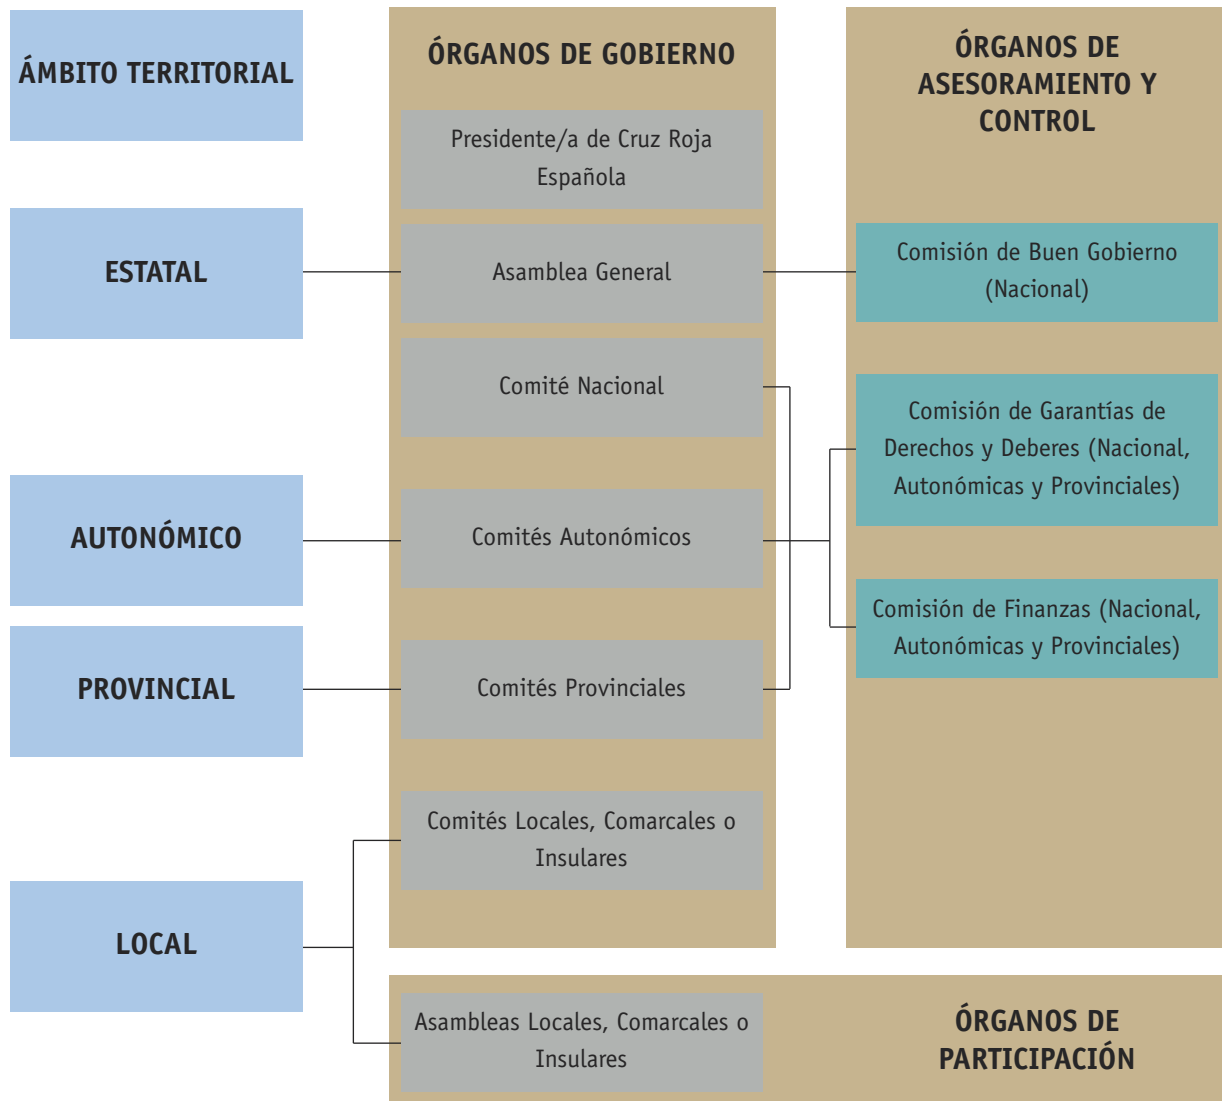 ÁMBITO TERRITORIAL
ÓRGANOS DE GOBIERNO
ÓRGANOS DE
ASESORAMIENTO Y
CONTROL
Presidente/a de Cruz Roja
Española
ESTATAL
Asamblea General
Comisión de Buen Gobierno
(Nacional)
Comité Nacional
Comisión de Garantías de
Derechos y Deberes (Nacional,
Autonómicas y Provinciales)
AUTONÓMICO
Comités Autonómicos
Comisión de Finanzas (Nacional,
Autonómicas y Provinciales)
PROVINCIAL
Comités Provinciales
Comités Locales, Comarcales o
Insulares
LOCAL
Asambleas Locales, Comarcales o
Insulares
ÓRGANOS DE
PARTICIPACIÓN